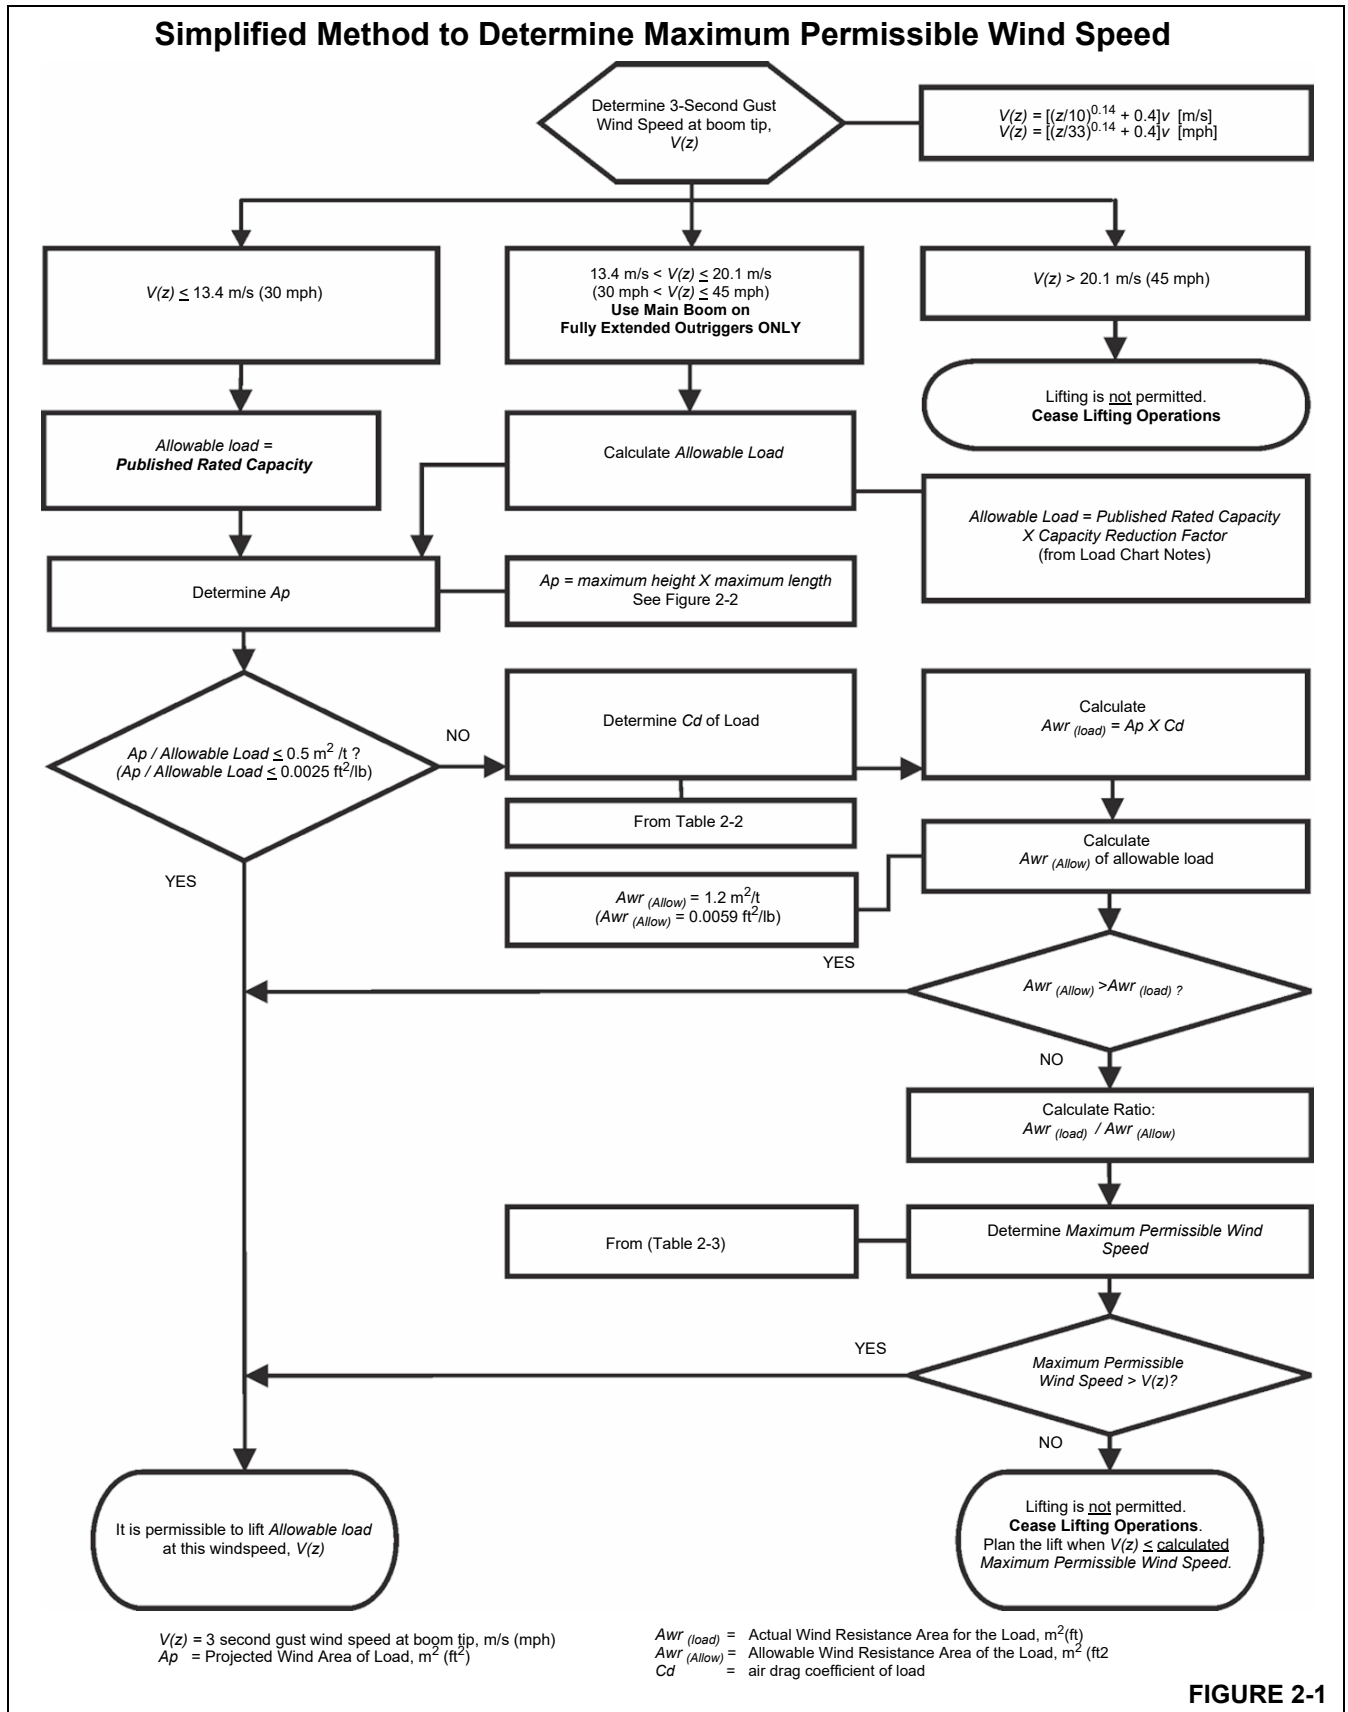 Simplified Method to Determine Maximum Permissible Wind Speed
Determine 3-Second Gust
Wind Speed at boom tip,
V(z)
V(z) = [(z/10)^0.14 + 0.4]v [m/s]
V(z) = [(z/33)^0.14 + 0.4]v [mph]
V(z) ≤ 13.4 m/s (30 mph)
13.4 m/s < V(z) ≤ 20.1 m/s
(30 mph < V(z) ≤ 45 mph)
Use Main Boom on
Fully Extended Outriggers ONLY
V(z) > 20.1 m/s (45 mph)
Lifting is not permitted.
Cease Lifting Operations
Allowable load =
Published Rated Capacity
Calculate Allowable Load
Allowable Load = Published Rated Capacity
X Capacity Reduction Factor
(from Load Chart Notes)
Determine Ap
Ap = maximum height X maximum length
See Figure 2-2
Ap / Allowable Load ≤ 0.5 m² /t ?
(Ap / Allowable Load ≤ 0.0025 ft²/lb)
NO
YES
Determine Cd of Load
From Table 2-2
Calculate
Awr (load) = Ap X Cd
Calculate
Awr (Allow) of allowable load
Awr (Allow) = 1.2 m²/t
(Awr (Allow) = 0.0059 ft²/lb)
YES
Awr (Allow) >Awr (load) ?
NO
Calculate Ratio:
Awr (load) / Awr (Allow)
From (Table 2-3)
Determine Maximum Permissible Wind
Speed
YES
Maximum Permissible
Wind Speed > V(z)?
NO
It is permissible to lift Allowable load
at this windspeed, V(z)
Lifting is not permitted.
Cease Lifting Operations.
Plan the lift when V(z) ≤ calculated
Maximum Permissible Wind Speed.
V(z) = 3 second gust wind speed at boom tip, m/s (mph)
Ap = Projected Wind Area of Load, m² (ft²)
Awr (load) = Actual Wind Resistance Area for the Load, m²(ft)
Awr (Allow) = Allowable Wind Resistance Area of the Load, m² (ft2
Cd = air drag coefficient of load
FIGURE 2-1